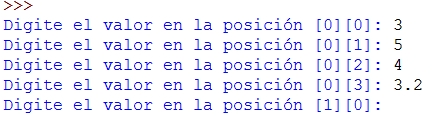 >>>
Digite el valor en la posición [0][0]: 3
Digite el valor en la posición [0][1]: 5
Digite el valor en la posición [0][2]: 4
Digite el valor en la posición [0][3]: 3.2
Digite el valor en la posición [1][0]: